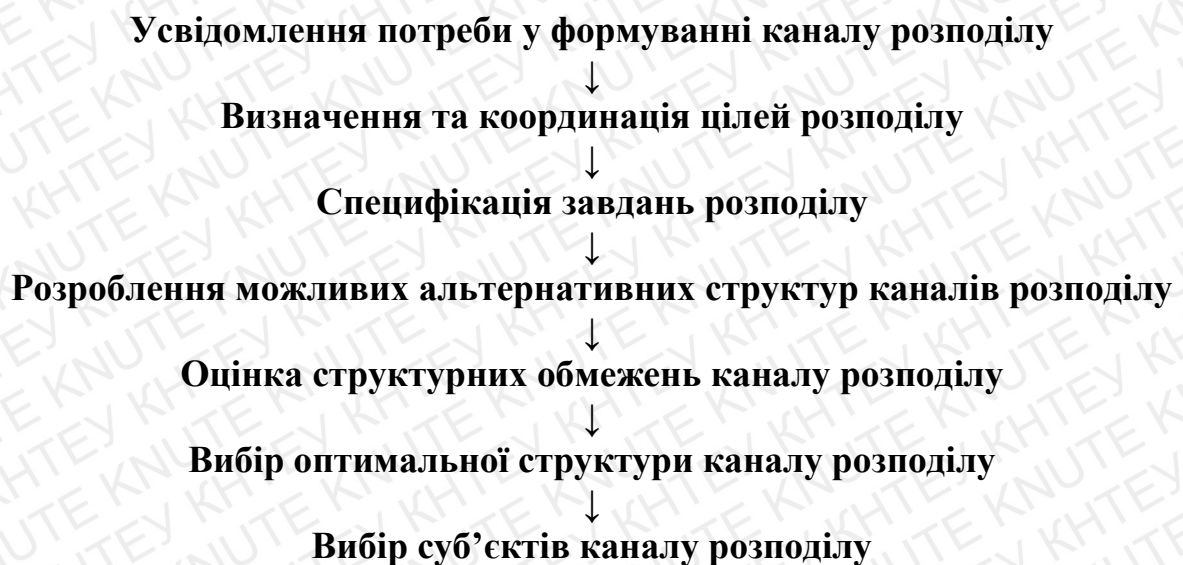 Усвідомлення потреби у формуванні каналу розподілу
↓
Визначення та координація цілей розподілу
↓
Специфікація завдань розподілу
↓
Розроблення можливих альтернативних структур каналів розподілу
↓
Оцінка структурних обмежень каналу розподілу
↓
Вибір оптимальної структури каналу розподілу
↓
Вибір суб’єктів каналу розподілу